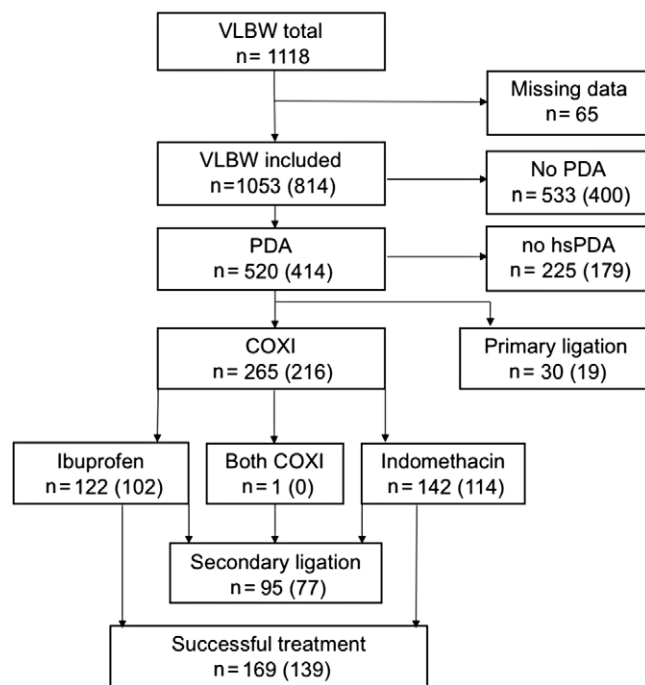 VLBW total
n= 1118
Missing data
n= 65
VLBW included
n=1053 (814)
No PDA
n= 533 (400)
PDA
n= 520 (414)
no hsPDA
n= 225 (179)
COXI
n= 265 (216)
Primary ligation
n= 30 (19)
Ibuprofen
n= 122 (102)
Both COXI
n= 1 (0)
Indomethacin
n= 142 (114)
Secondary ligation
n= 95 (77)
Successful treatment
n= 169 (139)